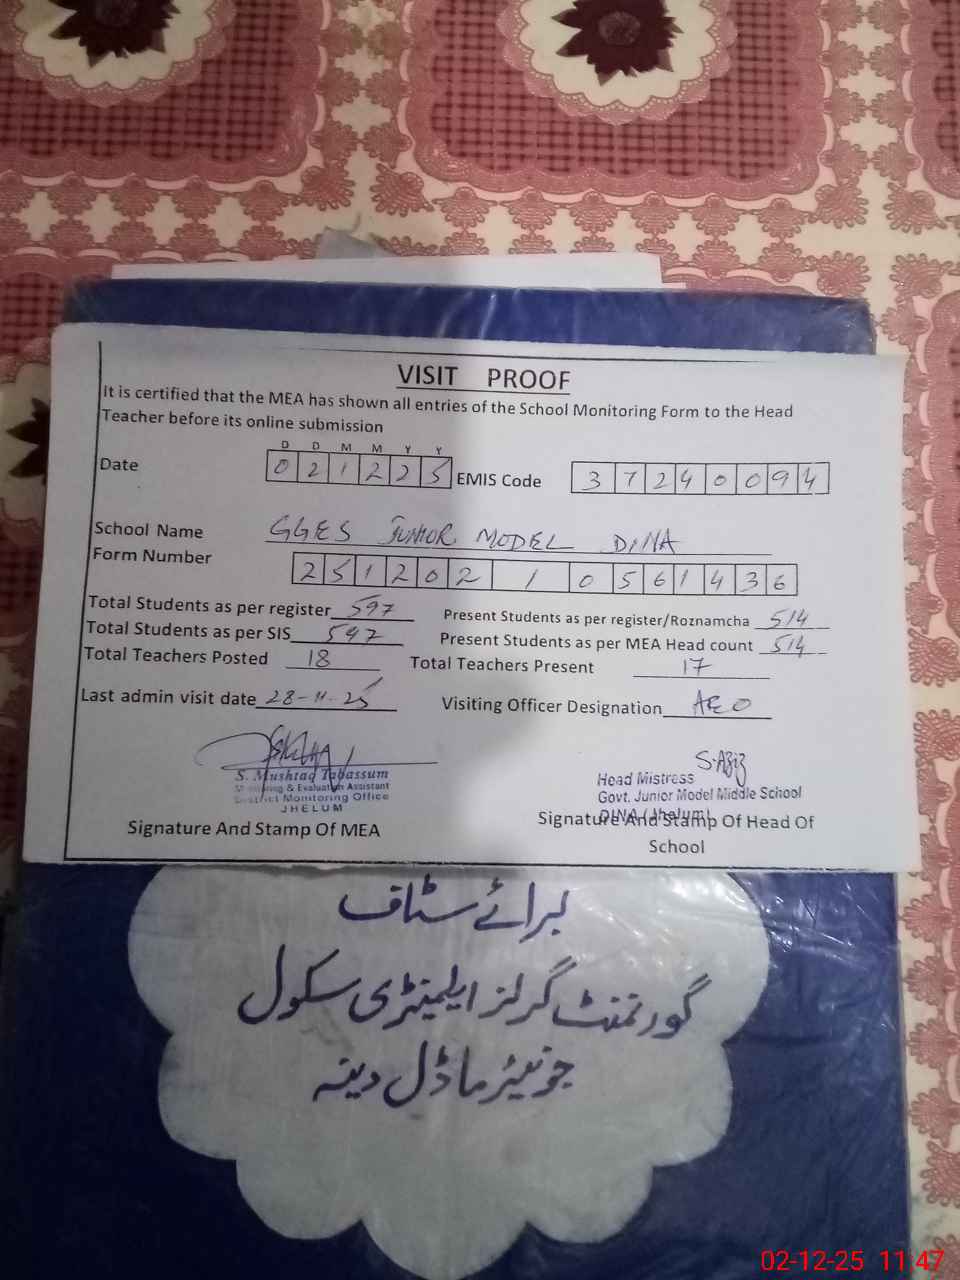 VISIT PROOF
It is certified that the MEA has shown all entries of the School Monitoring Form to the Head
Teacher before its online submission
D D M M Y Y
Date 0 2 1 2 2 5 EMIS Code 3 7 2 4 0 0 9 4
School Name GGES JUNIOR MODEL DINA
Form Number 2 5 1 2 0 2 1 0 5 6 1 4 3 6
Total Students as per register 597 Present Students as per register/Roznamcha 514
Total Students as per SIS 597 Present Students as per MEA Head count 514
Total Teachers Posted 18 Total Teachers Present 17
Last admin visit date 28-11-25 Visiting Officer Designation AEO
S. Mushtaq Tabassum
Monitoring & Evaluation Assistant
District Monitoring Office
JHELUM
Signature And Stamp Of MEA
S.Aziz
Head Mistress
Govt. Junior Model Middle School
DINA (Jhelum)
Signature And Stamp Of Head Of
School
برائے سٹاف
گورنمنٹ گرلز ایلیمنٹری سکول
جونیئر ماڈل دینہ
02-12-25 11:47